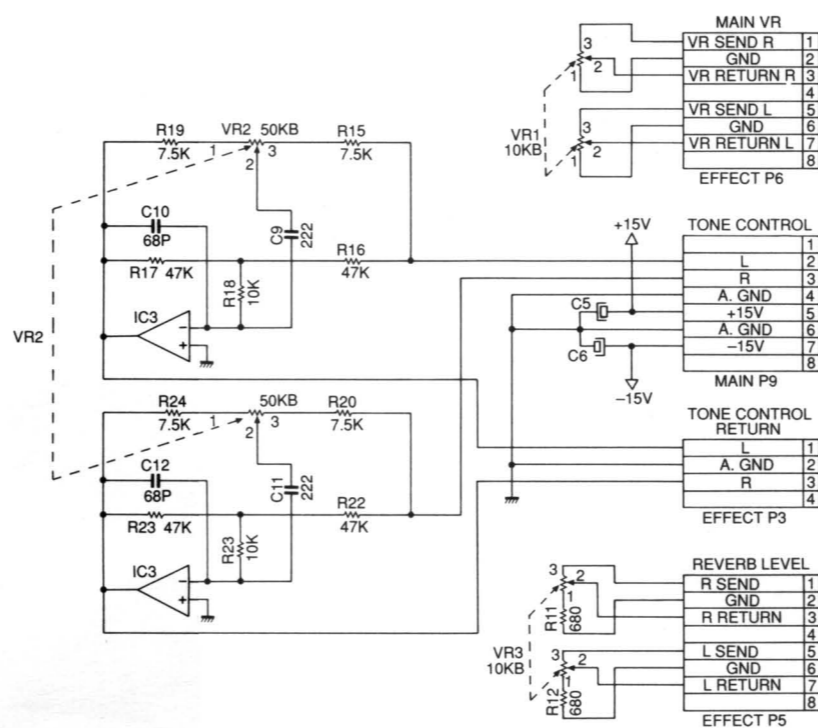 MAIN VR
VR SEND R 1
GND 2
VR RETURN R 3
4
VR SEND L 5
GND 6
VR RETURN L 7
8
EFFECT P6
3
2
1
VR1
10KB
3
2
1
R19
7.5K
1
VR2 50KB
3
2
R15
7.5K
C10
68P
C9
222
R17 47K
R18
10K
R16
47K
IC3
−
+
VR2
+15V
C5
C6
−15V
TONE CONTROL
1
L 2
R 3
A. GND 4
+15V 5
A. GND 6
−15V 7
8
MAIN P9
R24
7.5K
1
50KB
3
2
R20
7.5K
C12
68P
C11
222
R23 47K
R23
10K
R22
47K
IC3
−
+
TONE CONTROL
RETURN
L 1
A. GND 2
R 3
4
EFFECT P3
REVERB LEVEL
R SEND 1
GND 2
R RETURN 3
4
L SEND 5
GND 6
L RETURN 7
8
EFFECT P5
3
2
1
R11
680
VR3
10KB
3
2
1
R12
680